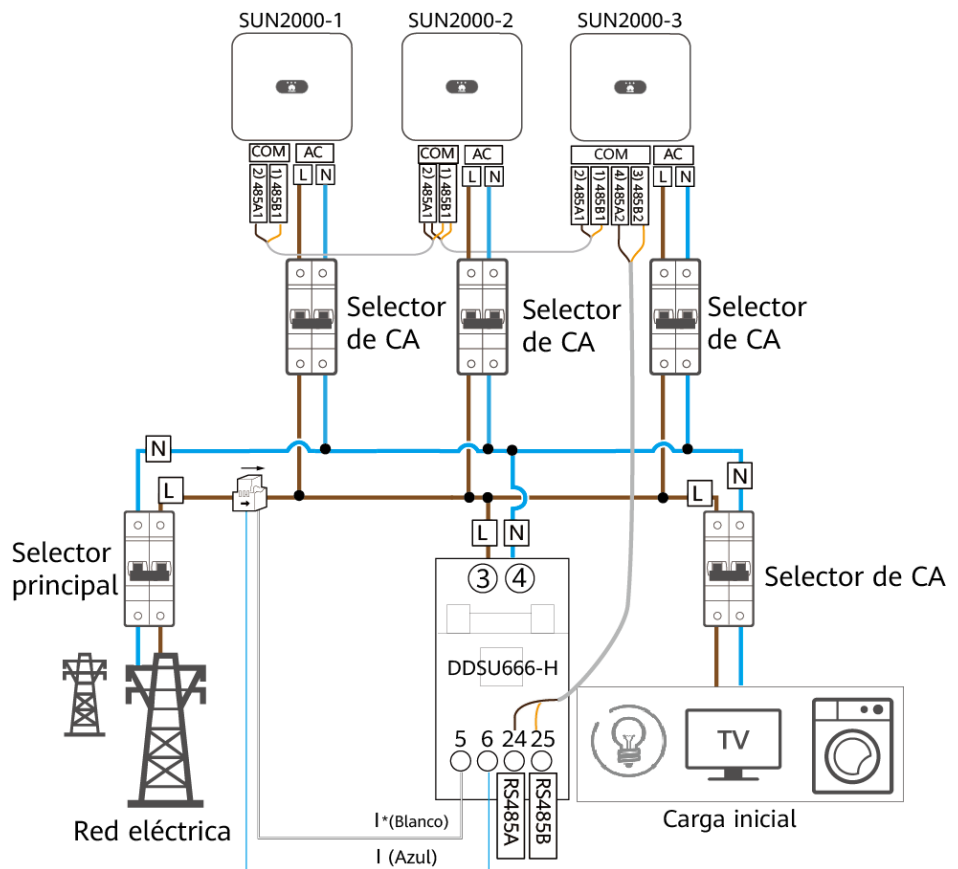 SUN2000-1
SUN2000-2
SUN2000-3
COM
AC
COM
AC
COM
AC
2) 485A1
1) 485B1
L
N
2) 485A1
1) 485B1
L
N
2) 485A1
1) 485B1
4) 485A2
3) 485B2
L
N
Selector
de CA
Selector
de CA
Selector
de CA
N
L
N
L
L
N
3
4
Selector
principal
Selector de CA
DDSU666-H
5
6
24
25
RS485A
RS485B
TV
Red eléctrica
I*(Blanco)
I (Azul)
Carga inicial